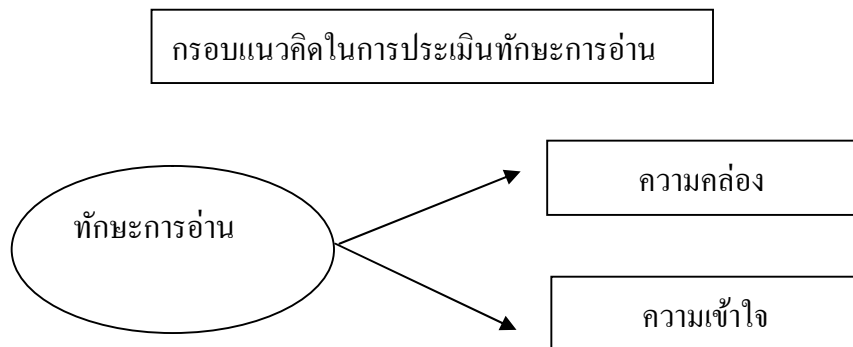 กรอบแนวคิดในการประเมินทักษะการอ่าน
ความคล่อง
ทักษะการอ่าน
ความเข้าใจ